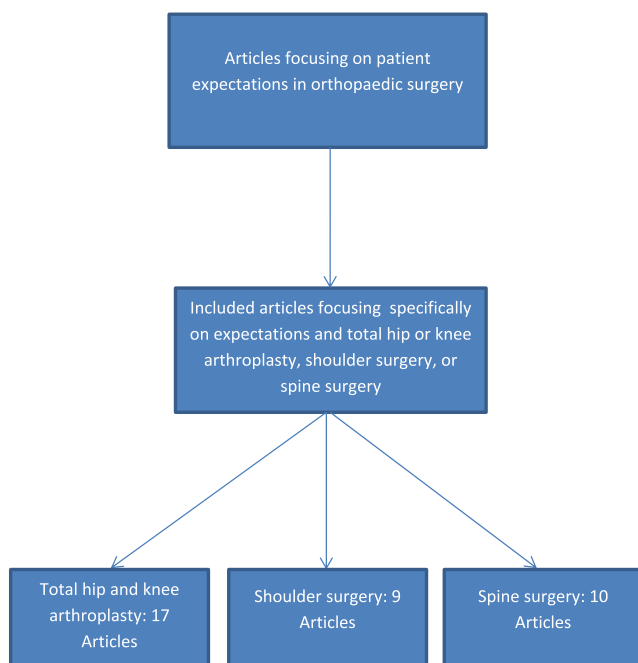 Articles focusing on patient
expectations in orthopaedic surgery
Included articles focusing specifically
on expectations and total hip or knee
arthroplasty, shoulder surgery, or
spine surgery
Total hip and knee
arthroplasty: 17
Articles
Shoulder surgery: 9
Articles
Spine surgery: 10
Articles